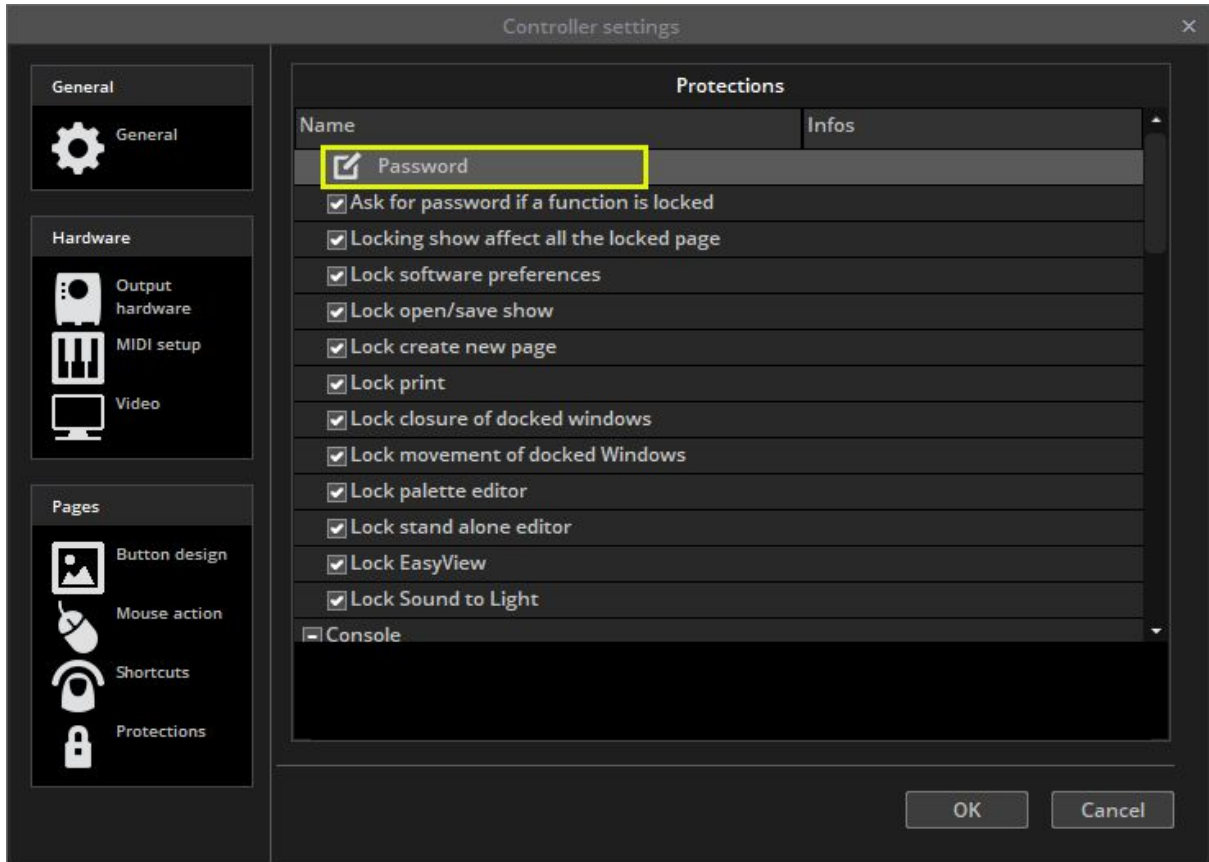 Controller settings
General
General
Hardware
Output
hardware
MIDI setup
Video
Pages
Button design
Mouse action
Shortcuts
Protections
Protections
Name Infos
Password
Ask for password if a function is locked
Locking show affect all the locked page
Lock software preferences
Lock open/save show
Lock create new page
Lock print
Lock closure of docked windows
Lock movement of docked Windows
Lock palette editor
Lock stand alone editor
Lock EasyView
Lock Sound to Light
Console
OK Cancel